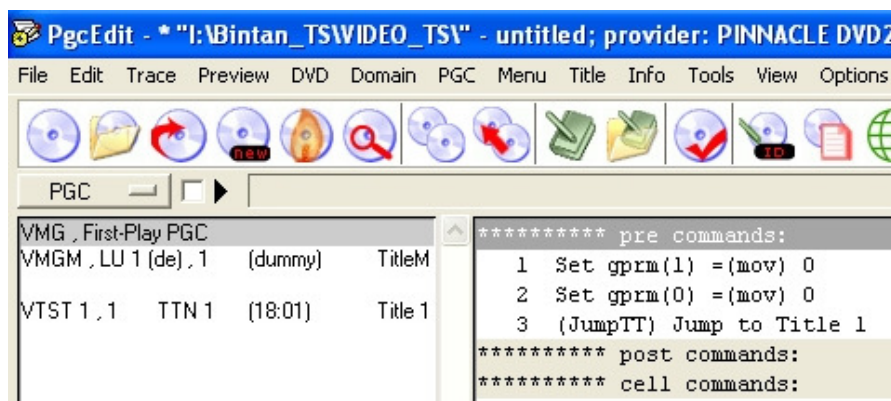 PgcEdit - * "I:\Bintan_TS\VIDEO_TS\" - untitled; provider: PINNACLE DVD2
File Edit Trace Preview DVD Domain PGC Menu Title Info Tools View Options
new ID
PGC
VMG , First-Play PGC
VMGM , LU 1 (de) , 1 (dummy) TitleM
VTST 1 , 1 TTN 1 (18:01) Title 1
********** pre commands:
1 Set gprm(1) =(mov) 0
2 Set gprm(0) =(mov) 0
3 (JumpTT) Jump to Title 1
********** post commands:
********** cell commands: